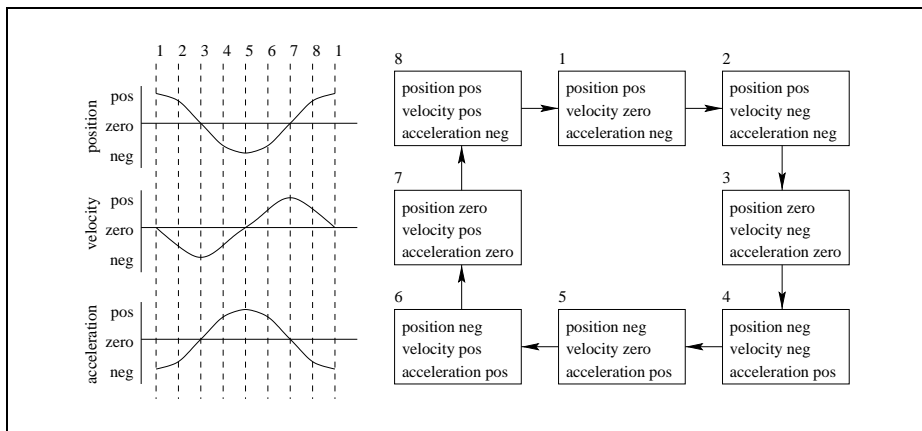 1 2 3 4 5 6 7 8 1
position
pos
zero
neg
velocity
pos
zero
neg
acceleration
pos
zero
neg
8
position pos
velocity pos
acceleration neg
1
position pos
velocity zero
acceleration neg
2
position pos
velocity neg
acceleration neg
7
position zero
velocity pos
acceleration zero
3
position zero
velocity neg
acceleration zero
6
position neg
velocity pos
acceleration pos
5
position neg
velocity zero
acceleration pos
4
position neg
velocity neg
acceleration pos